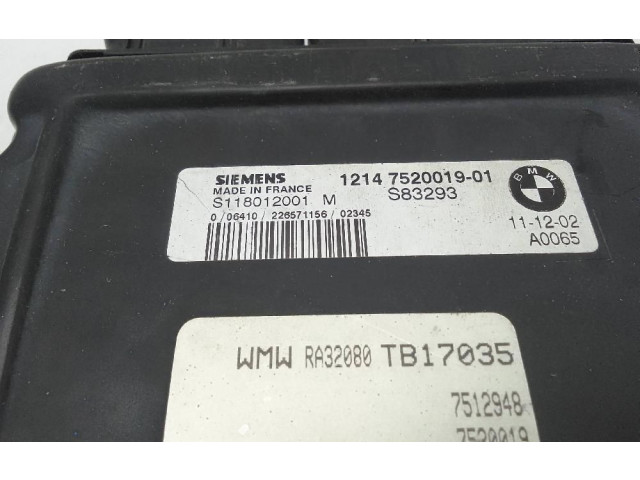 SIEMENS 1214 7520019-01 BMW
MADE IN FRANCE
S118012001 M S83293
0/06410/226571156/02345 11-12-02
A0065
WMW RA32080 TB17035
7512948
7520019